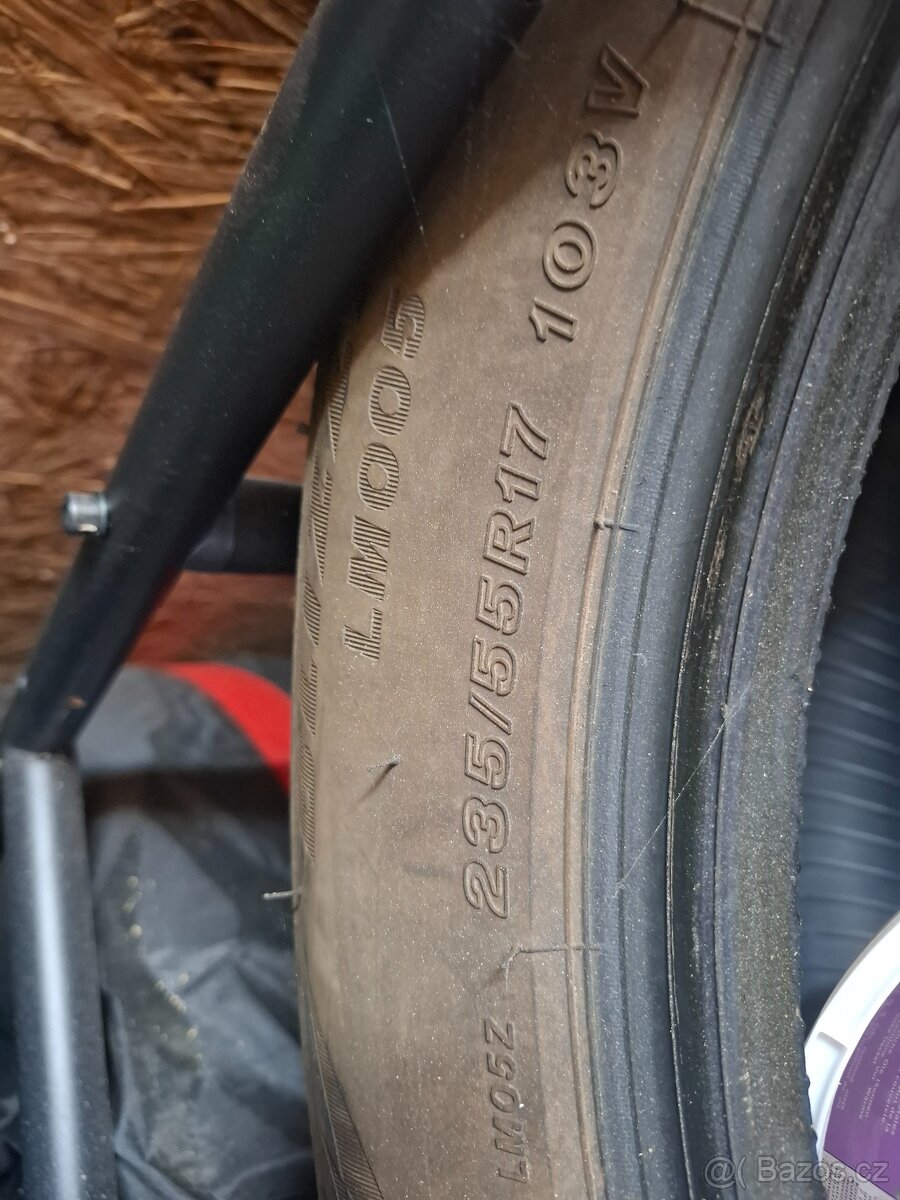 LM005
235/55R17 103V
LM05Z
@( Bazos.cz